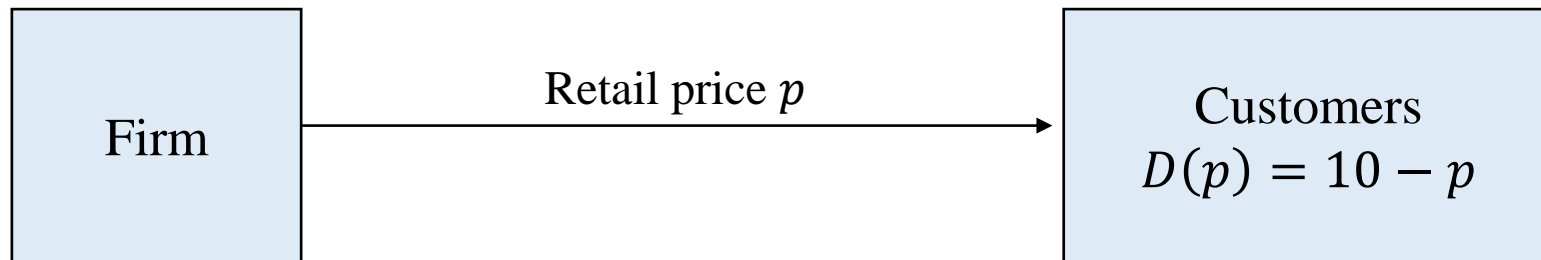 Firm
Retail price 𝑝
Customers
𝐷(𝑝) = 10 − 𝑝